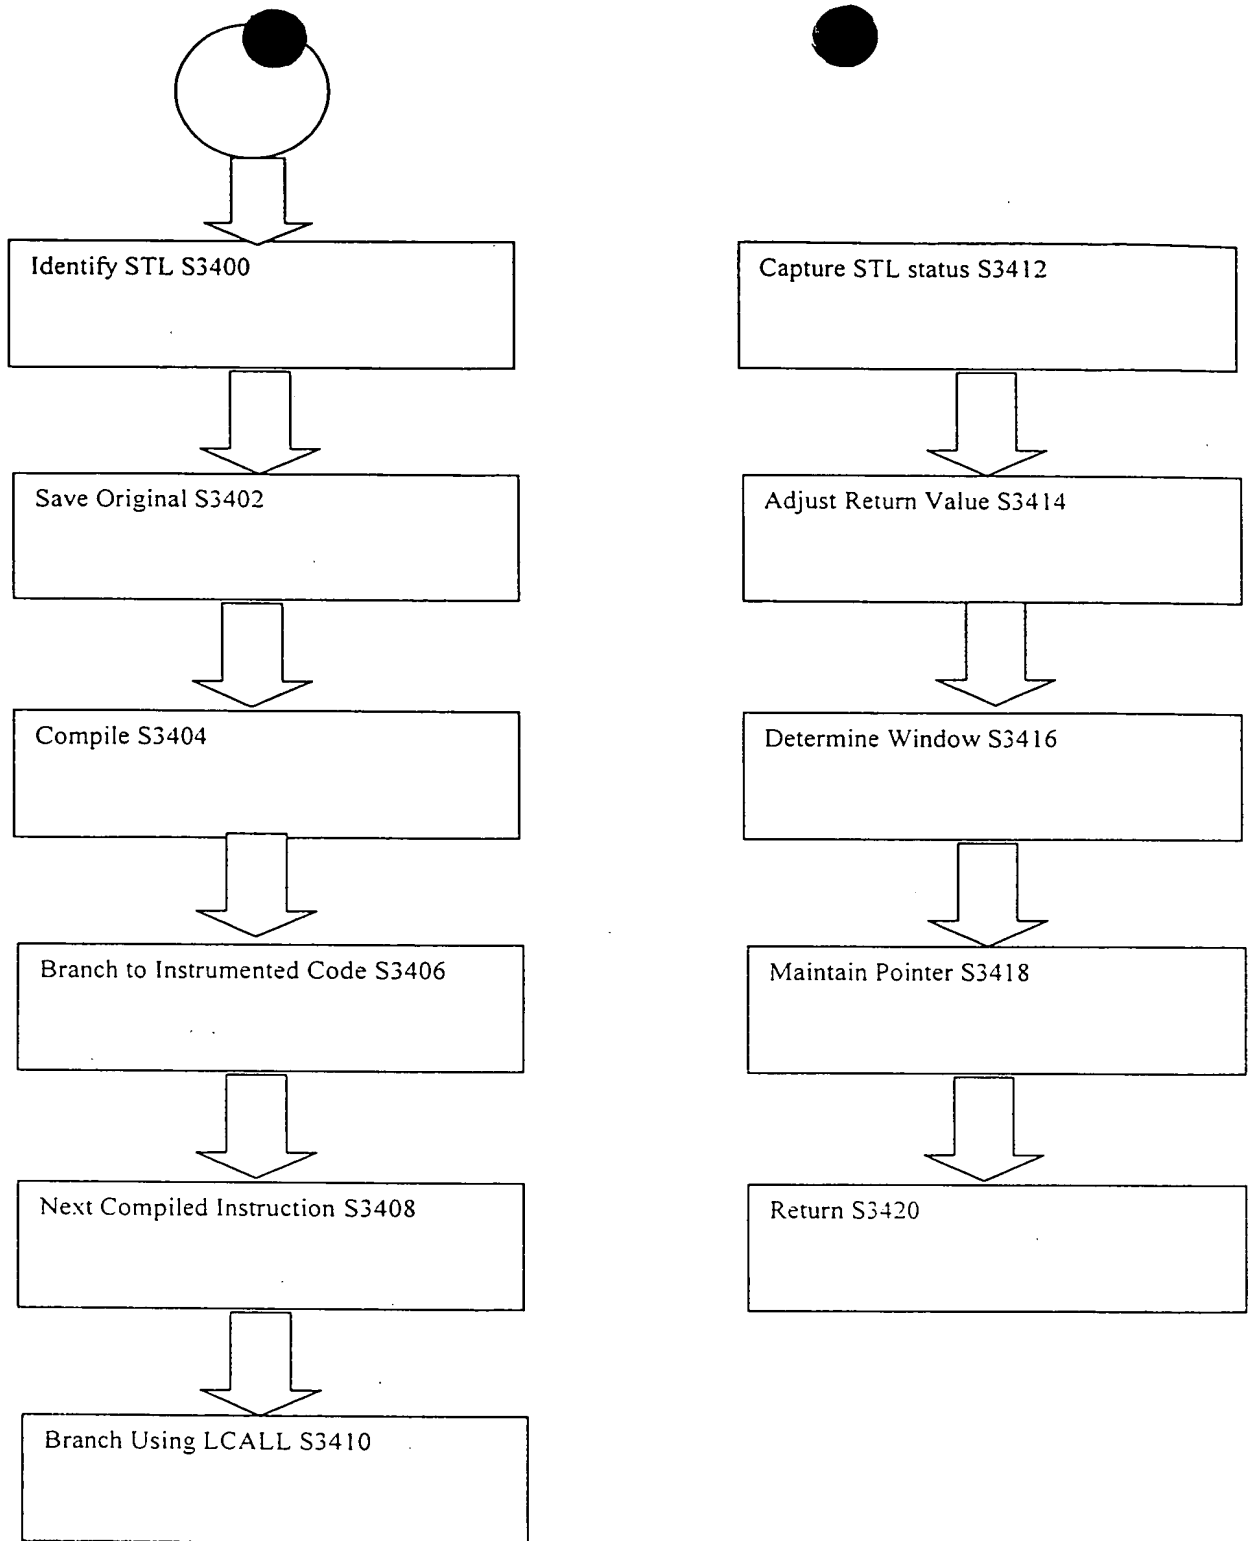 Identify STL S3400
Save Original S3402
Compile S3404
Branch to Instrumented Code S3406
Next Compiled Instruction S3408
Branch Using LCALL S3410
Capture STL status S3412
Adjust Return Value S3414
Determine Window S3416
Maintain Pointer S3418
Return S3420